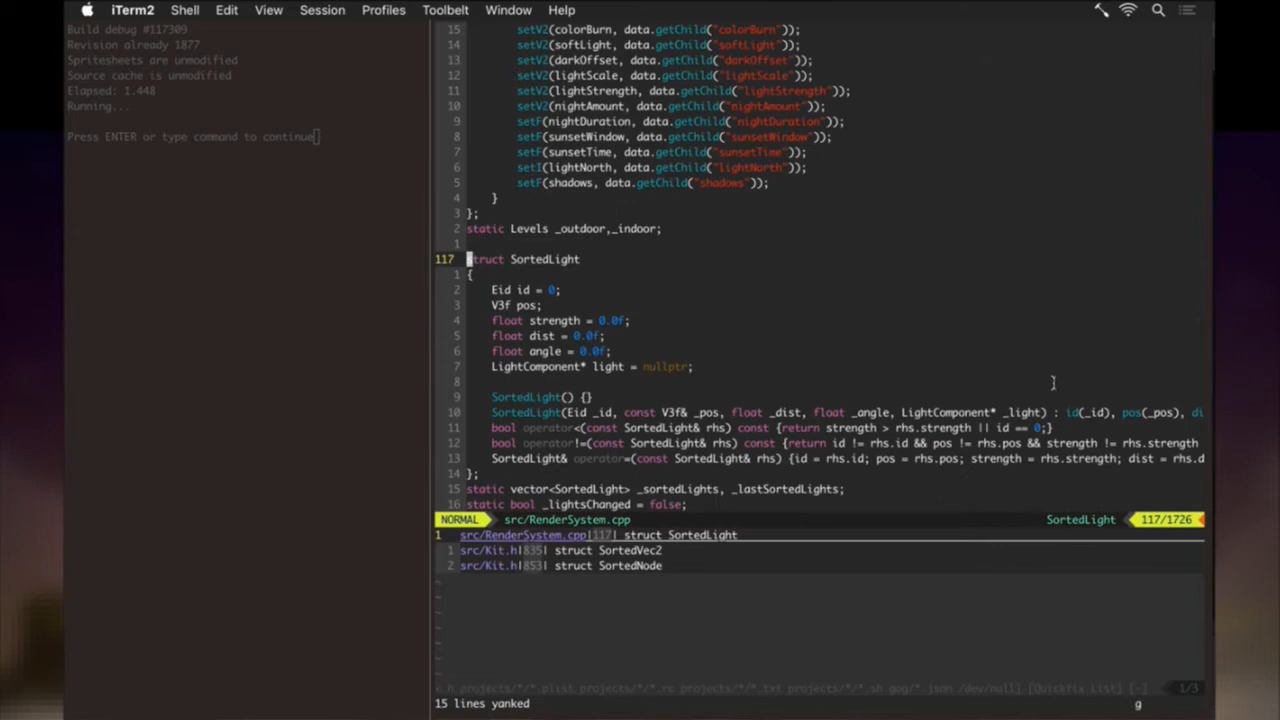 iTerm2 Shell Edit View Session Profiles Toolbelt Window Help
Build debug #117309
Revision already 1877
Spritesheets are unmodified
Source cache is unmodified
Elapsed: 1.448
Running...
Press ENTER or type command to continue
15 setV2(colorBurn, data.getChild("colorBurn"));
14 setV2(softLight, data.getChild("softLight"));
13 setV2(darkOffset, data.getChild("darkOffset"));
12 setV2(lightScale, data.getChild("lightScale"));
11 setV2(lightStrength, data.getChild("lightStrength"));
10 setV2(nightAmount, data.getChild("nightAmount"));
9 setF(nightDuration, data.getChild("nightDuration"));
8 setF(sunsetWindow, data.getChild("sunsetWindow"));
7 setF(sunsetTime, data.getChild("sunsetTime"));
6 setI(lightNorth, data.getChild("lightNorth"));
5 setF(shadows, data.getChild("shadows"));
4 }
3 };
2 static Levels _outdoor,_indoor;
1
117 struct SortedLight
1 {
2 Eid id = 0;
3 V3f pos;
4 float strength = 0.0f;
5 float dist = 0.0f;
6 float angle = 0.0f;
7 LightComponent* light = nullptr;
8
9 SortedLight() {}
10 SortedLight(Eid _id, const V3f& _pos, float _dist, float _angle, LightComponent* _light) : id(_id), pos(_pos), di
11 bool operator<(const SortedLight& rhs) const {return strength > rhs.strength || id == 0;}
12 bool operator!=(const SortedLight& rhs) const {return id != rhs.id && pos != rhs.pos && strength != rhs.strength
13 SortedLight& operator=(const SortedLight& rhs) {id = rhs.id; pos = rhs.pos; strength = rhs.strength; dist = rhs.d
14 };
15 static vector<SortedLight> _sortedLights, _lastSortedLights;
16 static bool _lightsChanged = false;
NORMAL src/RenderSystem.cpp SortedLight 117/1726
1 src/RenderSystem.cpp|117| struct SortedLight
1 src/Kit.h|835| struct SortedVec2
2 src/Kit.h|853| struct SortedNode
~
~
~
~
~
~
<.h projects/*/*.plist projects/*/*.rc projects/*/*.txt projects/*/*.sh gog/*.json /dev/null] [Quickfix List] [-] 1/3
15 lines yanked g